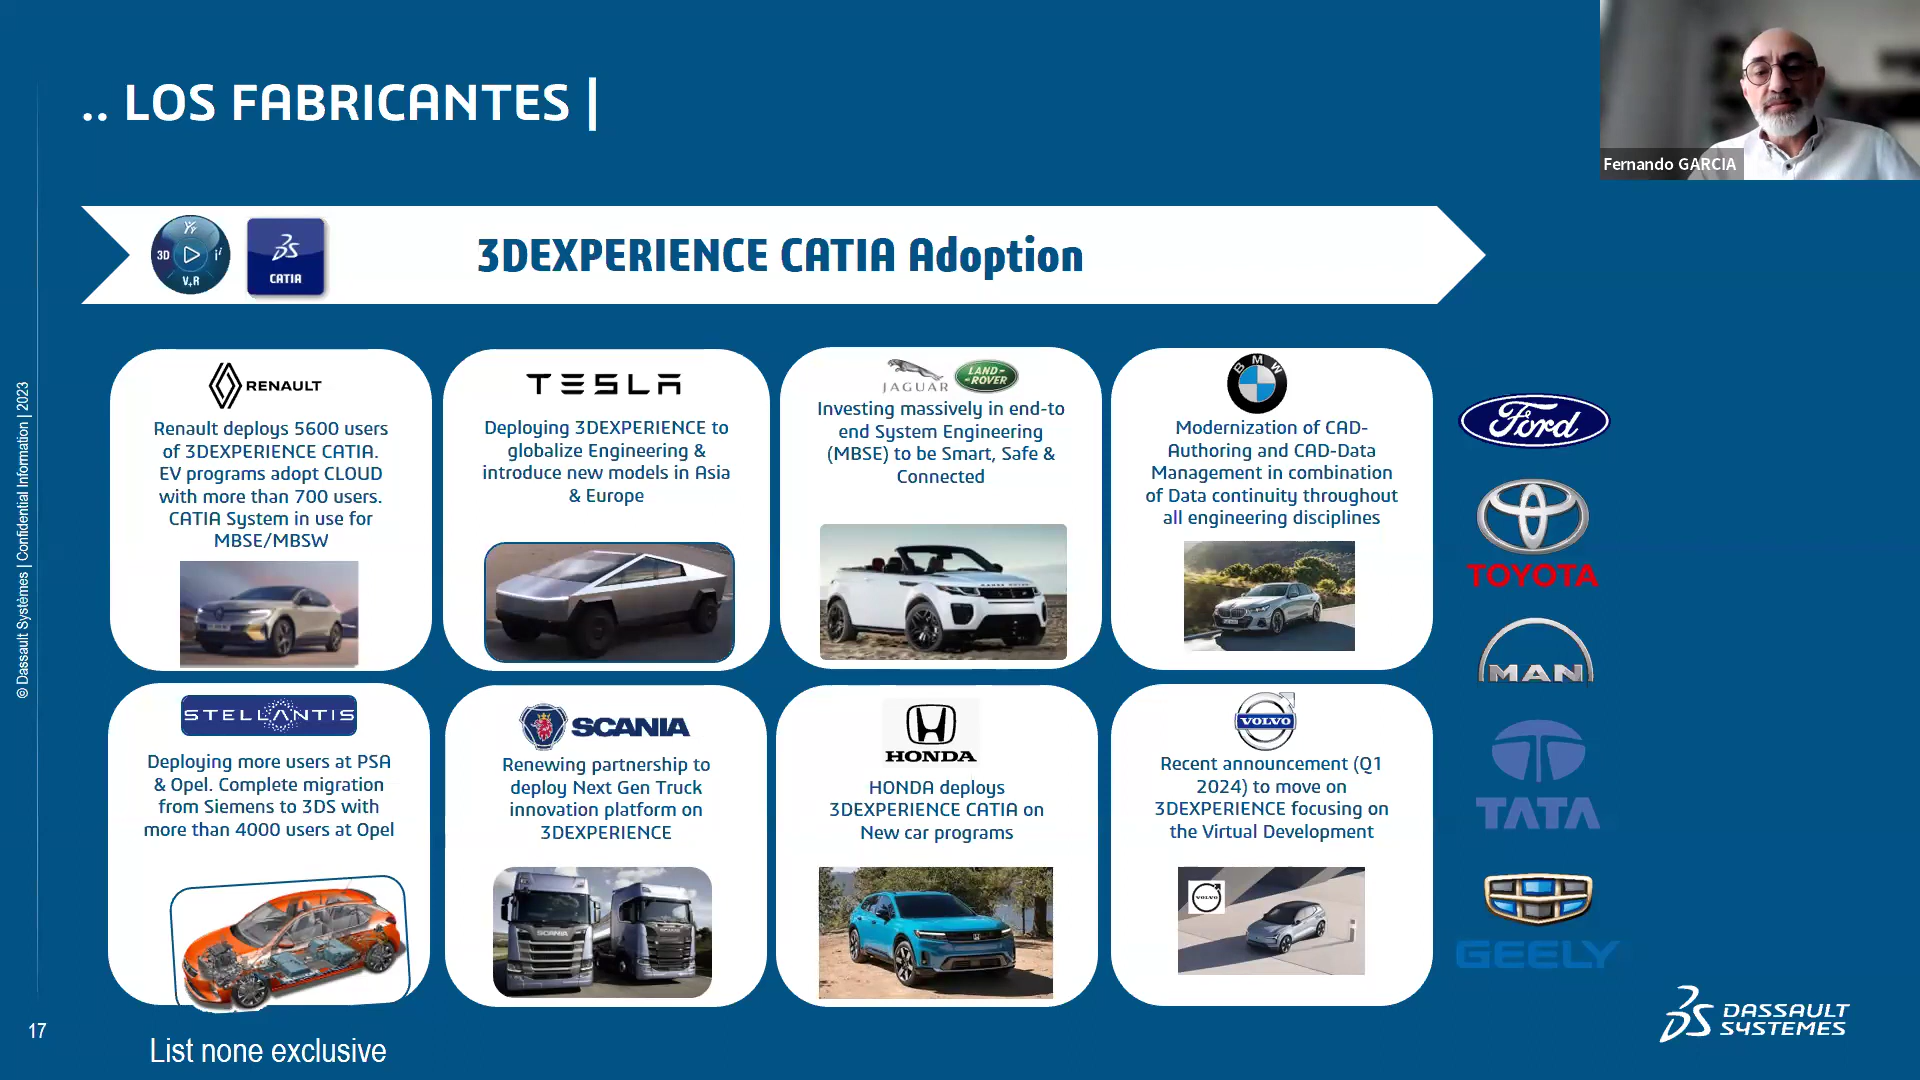 .. LOS FABRICANTES |
Fernando GARCIA
3D
V+R
3DS
CATIA
3DEXPERIENCE CATIA Adoption
RENAULT
Renault deploys 5600 users
of 3DEXPERIENCE CATIA.
EV programs adopt CLOUD
with more than 700 users.
CATIA System in use for
MBSE/MBSW
TESLA
Deploying 3DEXPERIENCE to
globalize Engineering &
introduce new models in Asia
& Europe
JAGUAR
LAND-
-ROVER
Investing massively in end-to
end System Engineering
(MBSE) to be Smart, Safe &
Connected
BMW
Modernization of CAD-
Authoring and CAD-Data
Management in combination
of Data continuity throughout
all engineering disciplines
Ford
TOYOTA
MAN
TATA
GEELY
STELLANTIS
Deploying more users at PSA
& Opel. Complete migration
from Siemens to 3DS with
more than 4000 users at Opel
SCANIA
Renewing partnership to
deploy Next Gen Truck
innovation platform on
3DEXPERIENCE
SCANIA
HONDA
HONDA deploys
3DEXPERIENCE CATIA on
New car programs
VOLVO
Recent announcement (Q1
2024) to move on
3DEXPERIENCE focusing on
the Virtual Development
VOLVO
© Dassault Systèmes | Confidential Information | 2023
17
List none exclusive
3DS DASSAULT
SYSTEMES